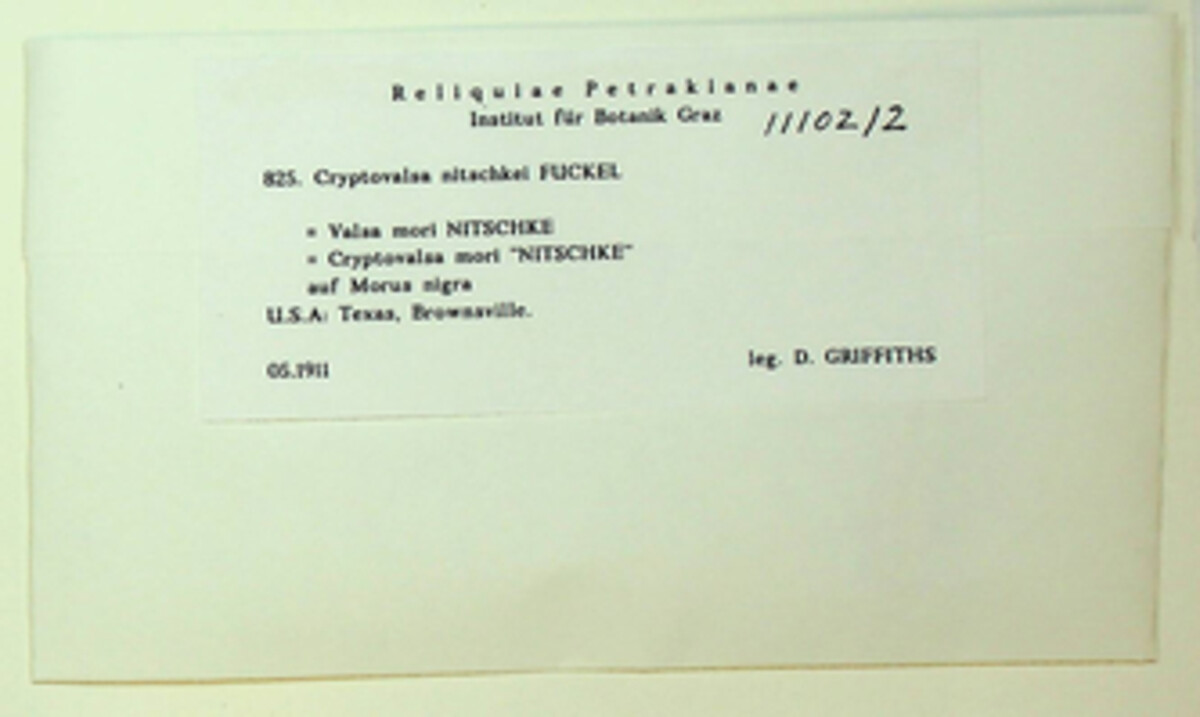 Reliquiae Petrakianae
Institut für Botanik Graz 11102/2
825. Cryptovalsa nitschkei FUCKEL
= Valsa mori NITSCHKE
= Cryptovalsa mori "NITSCHKE"
auf Morus nigra
U.S.A: Texas, Brownsville.
05.1911 leg. D. GRIFFITHS